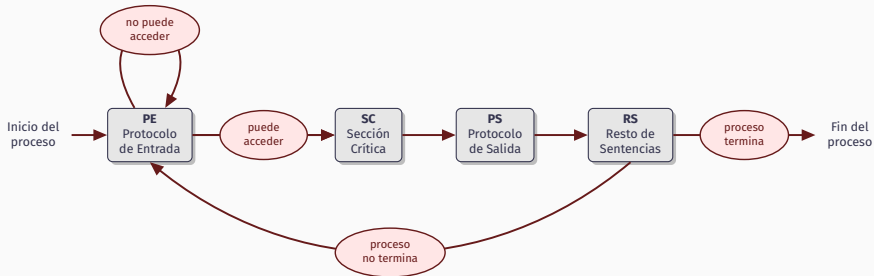 no puede
acceder
Inicio del
proceso
PE
Protocolo
de Entrada
puede
acceder
SC
Sección
Crítica
PS
Protocolo
de Salida
RS
Resto de
Sentencias
proceso
termina
Fin del
proceso
proceso
no termina